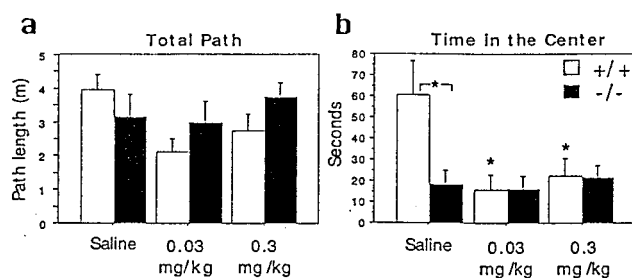 a
Total Path
Path length (m)
5
4
3
2
1
0
Saline
0.03 mg/kg
0.3 mg/kg
b
Time in the Center
Seconds
80
70
60
50
40
30
20
10
0
*
*
*
+/+
-/-
Saline
0.03 mg/kg
0.3 mg/kg